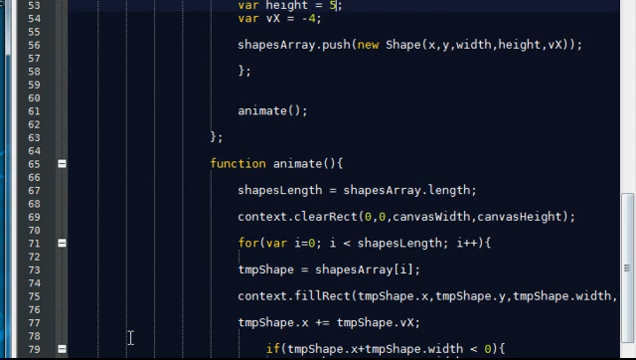 53 var height = 5;
54 var vX = -4;
55
56 shapesArray.push(new Shape(x,y,width,height,vX));
57
58 };
59
60
61 animate();
62
63 };
64
65 function animate(){
66
67 shapesLength = shapesArray.length;
68
69 context.clearRect(0,0,canvasWidth,canvasHeight);
70
71 for(var i=0; i < shapesLength; i++){
72
73 tmpShape = shapesArray[i];
74
75 context.fillRect(tmpShape.x,tmpShape.y,tmpShape.width,
76
77 tmpShape.x += tmpShape.vX;
78
79 if(tmpShape.x+tmpShape.width < 0){